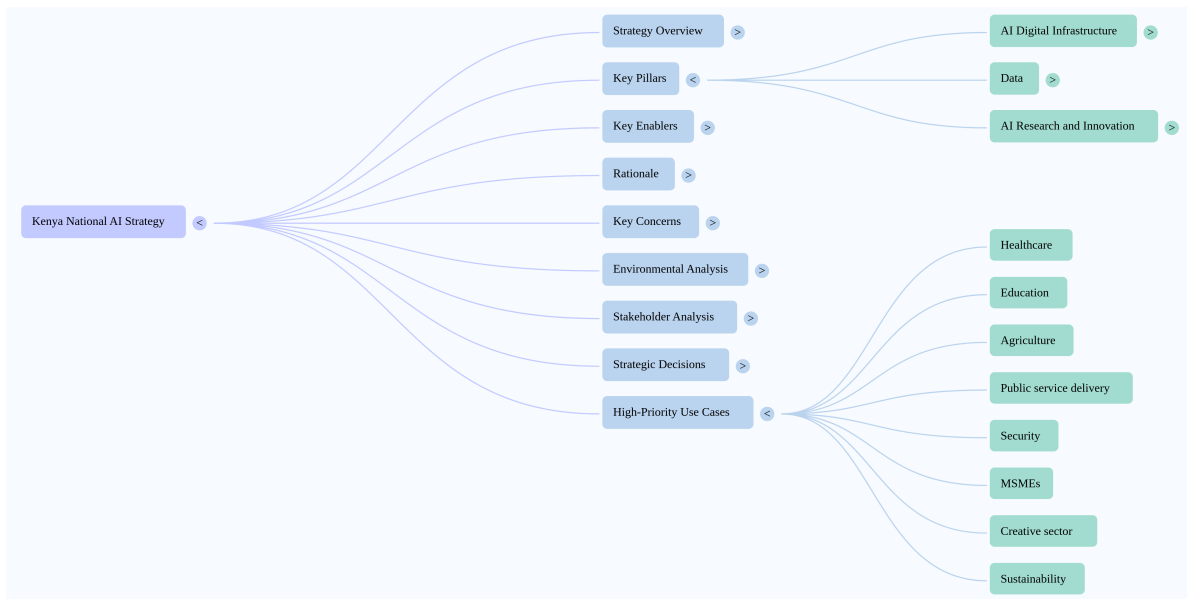 Kenya National AI Strategy <
Strategy Overview >
Key Pillars <
Key Enablers >
Rationale >
Key Concerns >
Environmental Analysis >
Stakeholder Analysis >
Strategic Decisions >
High-Priority Use Cases <
AI Digital Infrastructure >
Data >
AI Research and Innovation >
Healthcare
Education
Agriculture
Public service delivery
Security
MSMEs
Creative sector
Sustainability